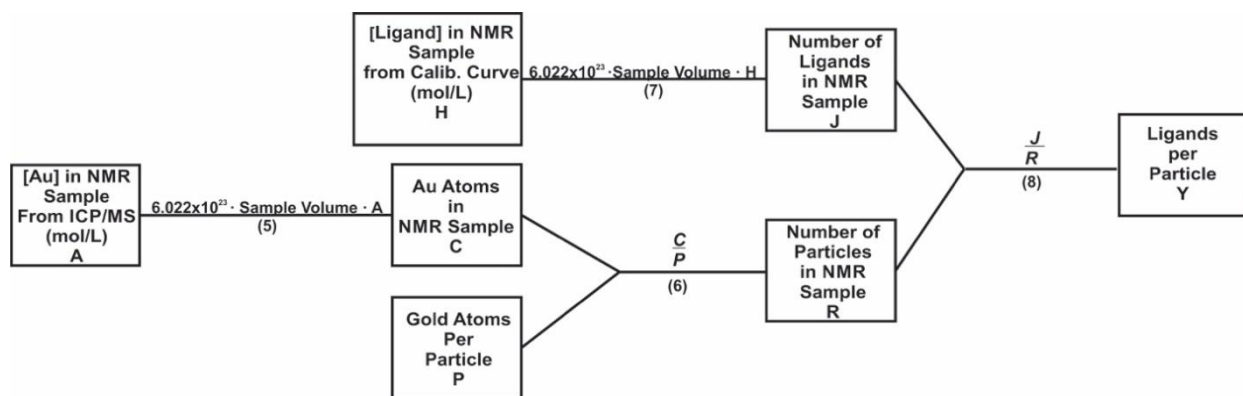 [Ligand] in NMR
Sample
from Calib. Curve
(mol/L)
H
6.022x10²³ · Sample Volume · H
(7)
Number of
Ligands
in NMR
Sample
J
J
R
(8)
Ligands
per
Particle
Y
[Au] in NMR
Sample
From ICP/MS
(mol/L)
A
6.022x10²³ · Sample Volume · A
(5)
Au Atoms
in
NMR Sample
C
C
P
(6)
Number of
Particles
in NMR
Sample
R
Gold Atoms
Per
Particle
P